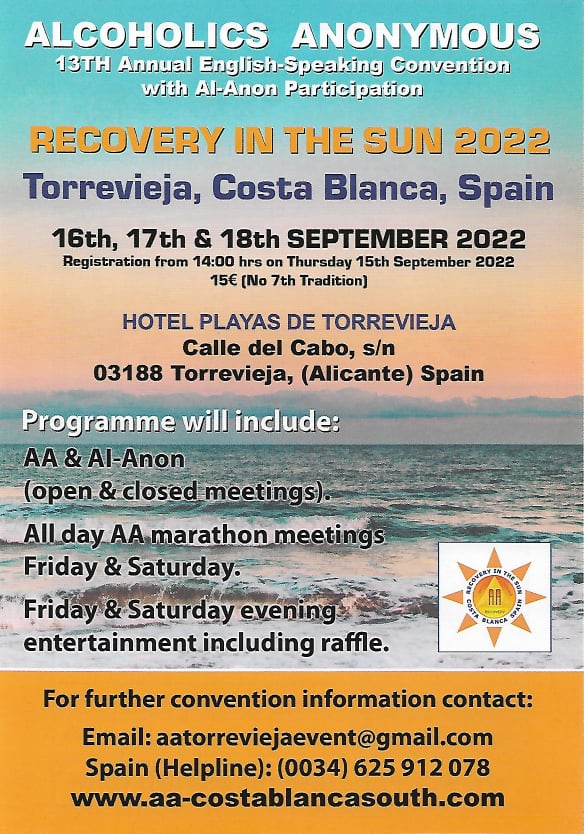 ALCOHOLICS ANONYMOUS
13TH Annual English-Speaking Convention
with Al-Anon Participation
RECOVERY IN THE SUN 2022
Torrevieja, Costa Blanca, Spain
16th, 17th & 18th SEPTEMBER 2022
Registration from 14:00 hrs on Thursday 15th September 2022
15€ (No 7th Tradition)
HOTEL PLAYAS DE TORREVIEJA
Calle del Cabo, s/n
03188 Torrevieja, (Alicante) Spain
Programme will include:
AA & Al-Anon
(open & closed meetings).
All day AA marathon meetings
Friday & Saturday.
Friday & Saturday evening
entertainment including raffle.
RECOVERY IN THE SUN
AA
RECOVERY
COSTA BLANCA SPAIN
For further convention information contact:
Email: aatorreviejaevent@gmail.com
Spain (Helpline): (0034) 625 912 078
www.aa-costablancasouth.com